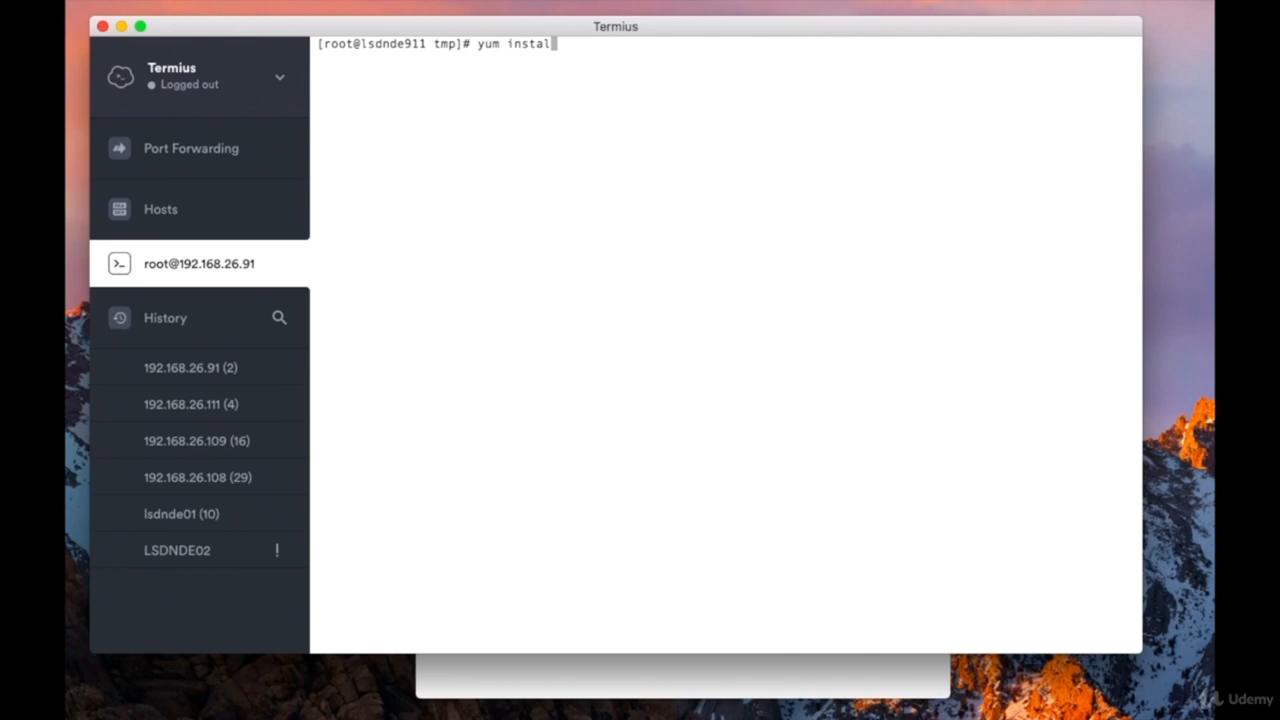 Termius
[root@lsdnde911 tmp]# yum instal
Termius
Logged out
Port Forwarding
Hosts
root@192.168.26.91
History
192.168.26.91 (2)
192.168.26.111 (4)
192.168.26.109 (16)
192.168.26.108 (29)
lsdnde01 (10)
LSDNDE02 !
Udemy